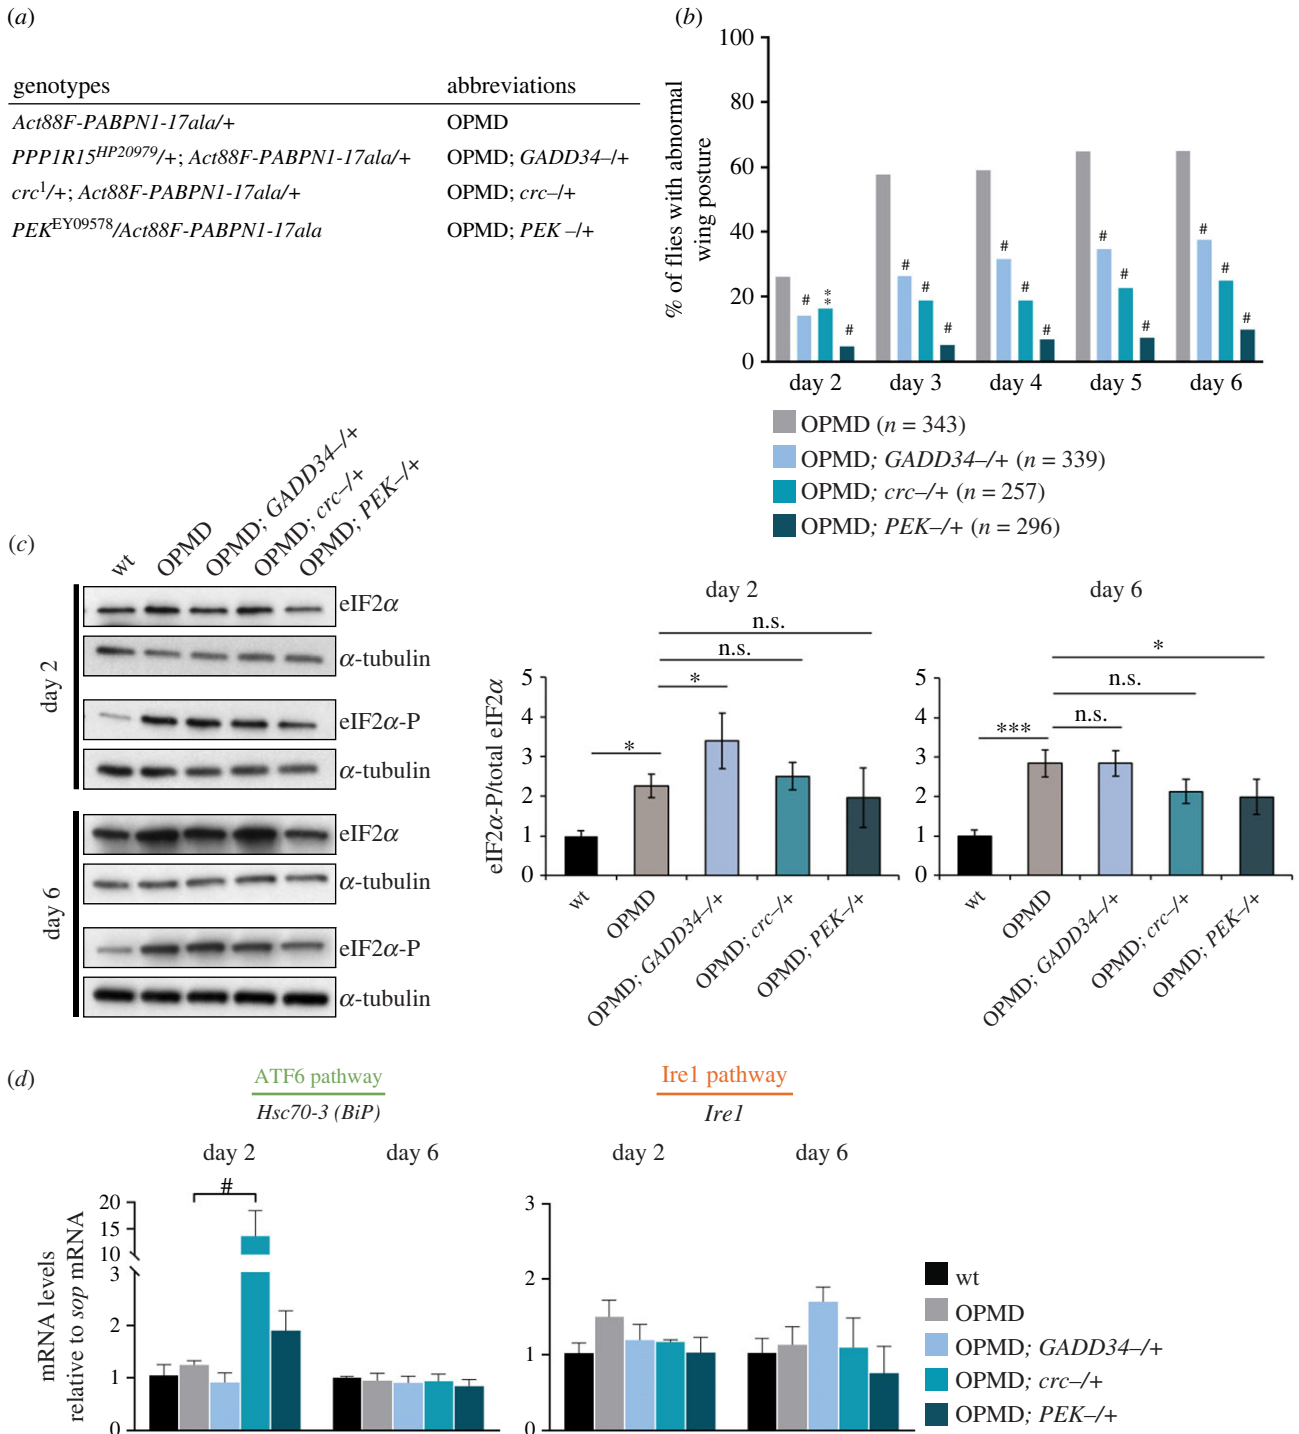 (a)
genotypes abbreviations
Act88F-PABPN1-17ala/+ OPMD
PPP1R15^HP20979/+; Act88F-PABPN1-17ala/+ OPMD; GADD34–/+
crc^1/+; Act88F-PABPN1-17ala/+ OPMD; crc–/+
PEK^EY09578/Act88F-PABPN1-17ala OPMD; PEK –/+
(b)
% of flies with abnormal
wing posture
100
80
60
40
20
0
# ** #
# # #
# # #
# # #
# # #
day 2 day 3 day 4 day 5 day 6
OPMD (n = 343)
OPMD; GADD34–/+ (n = 339)
OPMD; crc–/+ (n = 257)
OPMD; PEK–/+ (n = 296)
(c)
wt
OPMD
OPMD; GADD34–/+
OPMD; crc–/+
OPMD; PEK–/+
day 2
eIF2α
α-tubulin
eIF2α-P
α-tubulin
day 6
eIF2α
α-tubulin
eIF2α-P
α-tubulin
day 2
n.s.
n.s.
*
*
eIF2α-P/total eIF2α
5
4
3
2
1
0
wt
OPMD
OPMD; GADD34–/+
OPMD; crc–/+
OPMD; PEK–/+
day 6
*
n.s.
n.s.
***
5
4
3
2
1
0
wt
OPMD
OPMD; GADD34–/+
OPMD; crc–/+
OPMD; PEK–/+
(d)
ATF6 pathway
Hsc70-3 (BiP)
day 2 day 6
#
mRNA levels
relative to sop mRNA
20
15
10
3
2
1
0
Ire1 pathway
Ire1
day 2 day 6
3
2
1
0
wt
OPMD
OPMD; GADD34–/+
OPMD; crc–/+
OPMD; PEK–/+